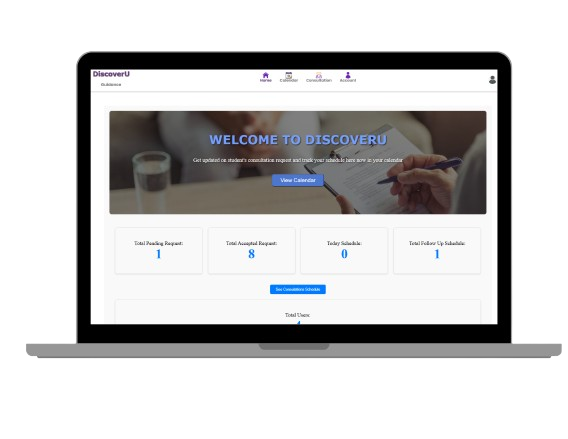 DiscoverU
Guidance
Home Calendar Consultation Account
WELCOME TO DISCOVERU
Get updated on student's consultation request and track your schedule here now in your calendar
View Calendar
Total Pending Request: Total Accepted Request: Today Schedule: Total Follow Up Schedule:
1 8 0 1
See Consultation Schedule
Total Users: